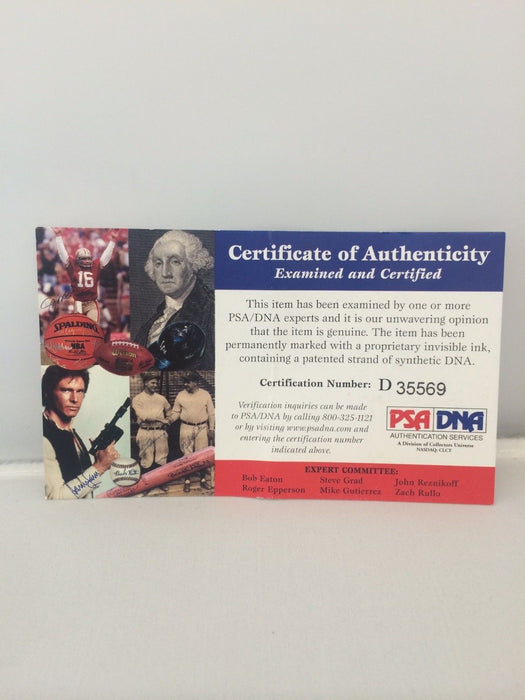 Certificate of Authenticity
Examined and Certified
This item has been examined by one or more
PSA/DNA experts and it is our unwavering opinion
that the item is genuine. The item has been
permanently marked with a proprietary invisible ink,
containing a patented strand of synthetic DNA.
Certification Number: D 35569
Verification inquiries can be made
to PSA/DNA by calling 800-325-1121
or by visiting www.psadna.com and
entering the certification number
indicated above.
PSA DNA
AUTHENTICATION SERVICES
A Division of Collectors Universe
NASDAQ: CLCT
EXPERT COMMITTEE:
Bob Eaton Steve Grad John Reznikoff
Roger Epperson Mike Gutierrez Zach Rullo
16
SPALDING
NBA
Wilson